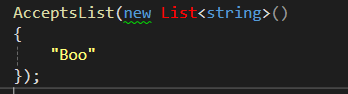 AcceptsList(new List<string>()
{
    "Boo"
});